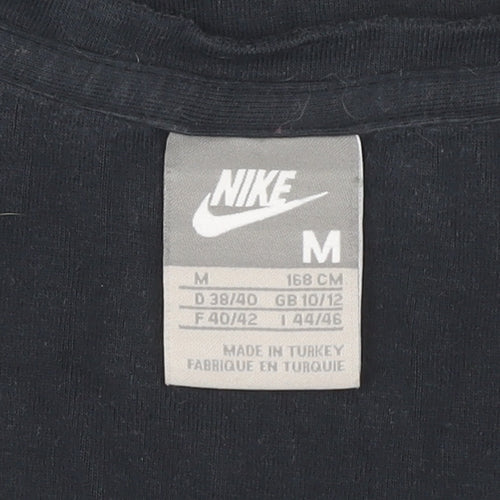 NIKE
M
M 168 CM
D 38/40 GB 10/12
F 40/42 I 44/46
MADE IN TURKEY
FABRIQUE EN TURQUIE